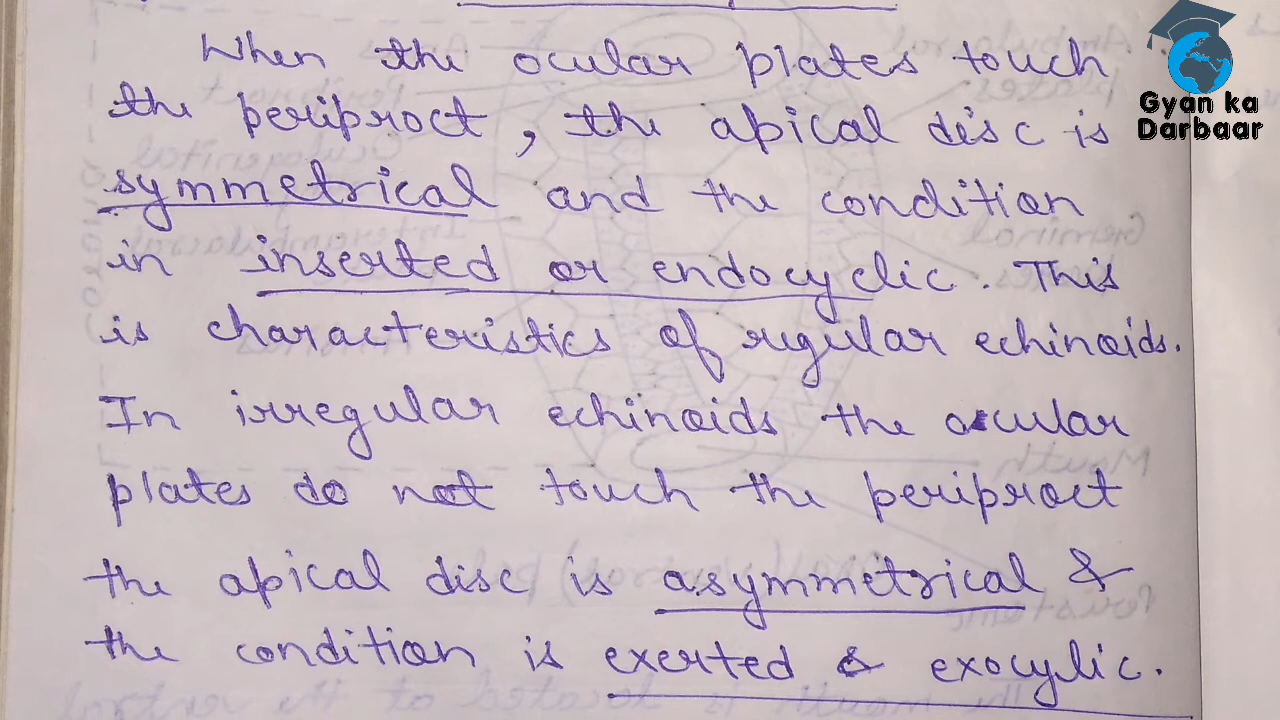 When the ocular plates touch
the periproct, the apical disc is
symmetrical and the condition
in inserted or endocyclic. This
is characteristics of regular echinoids.
In irregular echinoids the ocular
plates do not touch the periproct
the apical disc is asymmetrical &
the condition is exerted & exocylic.
Gyan ka
Darbaar